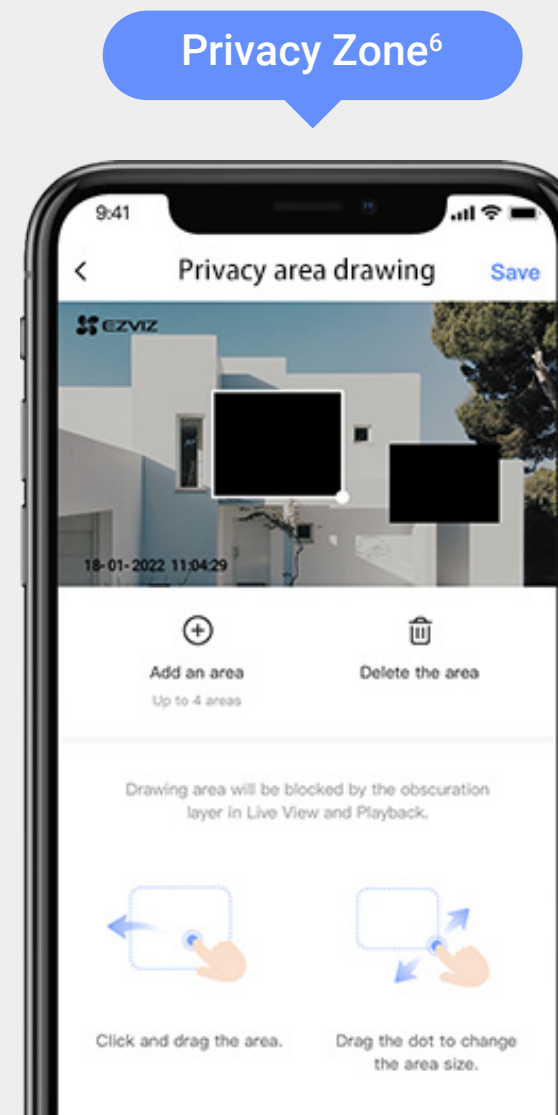 Privacy Zone⁶
9:41
Privacy area drawing
Save
EZVIZ
18-01-2022 11:04:29
Add an area
Up to 4 areas
Delete the area
Drawing area will be blocked by the obscuration
layer in Live View and Playback.
Click and drag the area.
Drag the dot to change
the area size.